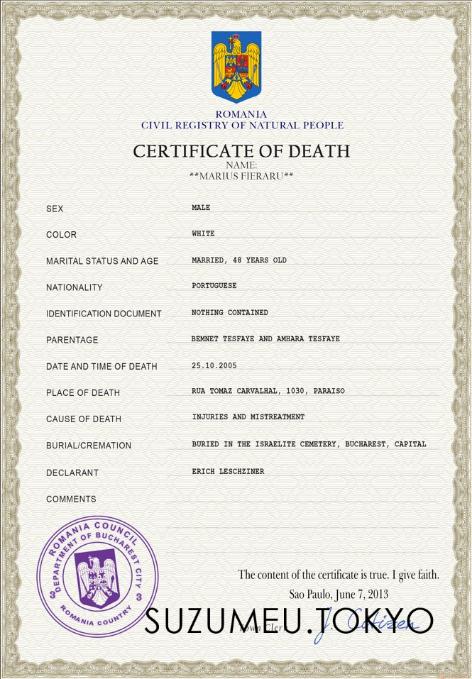 ROMANIA
CIVIL REGISTRY OF NATURAL PEOPLE
CERTIFICATE OF DEATH
NAME:
**MARIUS FIERARU**
SEX MALE
COLOR WHITE
MARITAL STATUS AND AGE MARRIED, 48 YEARS OLD
NATIONALITY PORTUGUESE
IDENTIFICATION DOCUMENT NOTHING CONTAINED
PARENTAGE BEMNET TESFAYE AND AMHARA TESFAYE
DATE AND TIME OF DEATH 25.10.2005
PLACE OF DEATH RUA TOMAZ CARVALHAL, 1030, PARAISO
CAUSE OF DEATH INJURIES AND MISTREATMENT
BURIAL/CREMATION BURIED IN THE ISRAELITE CEMETERY, BUCHAREST, CAPITAL
DECLARANT ERICH LESCHZINER
COMMENTS
ROMANIA COUNCIL
DEPARTMENT OF BUCHAREST CITY
3 3
ROMANIA COUNTRY
The content of the certificate is true. I give faith.
Sao Paulo, June 7, 2013
J. Citizen
SUZUMEU.TOKYO